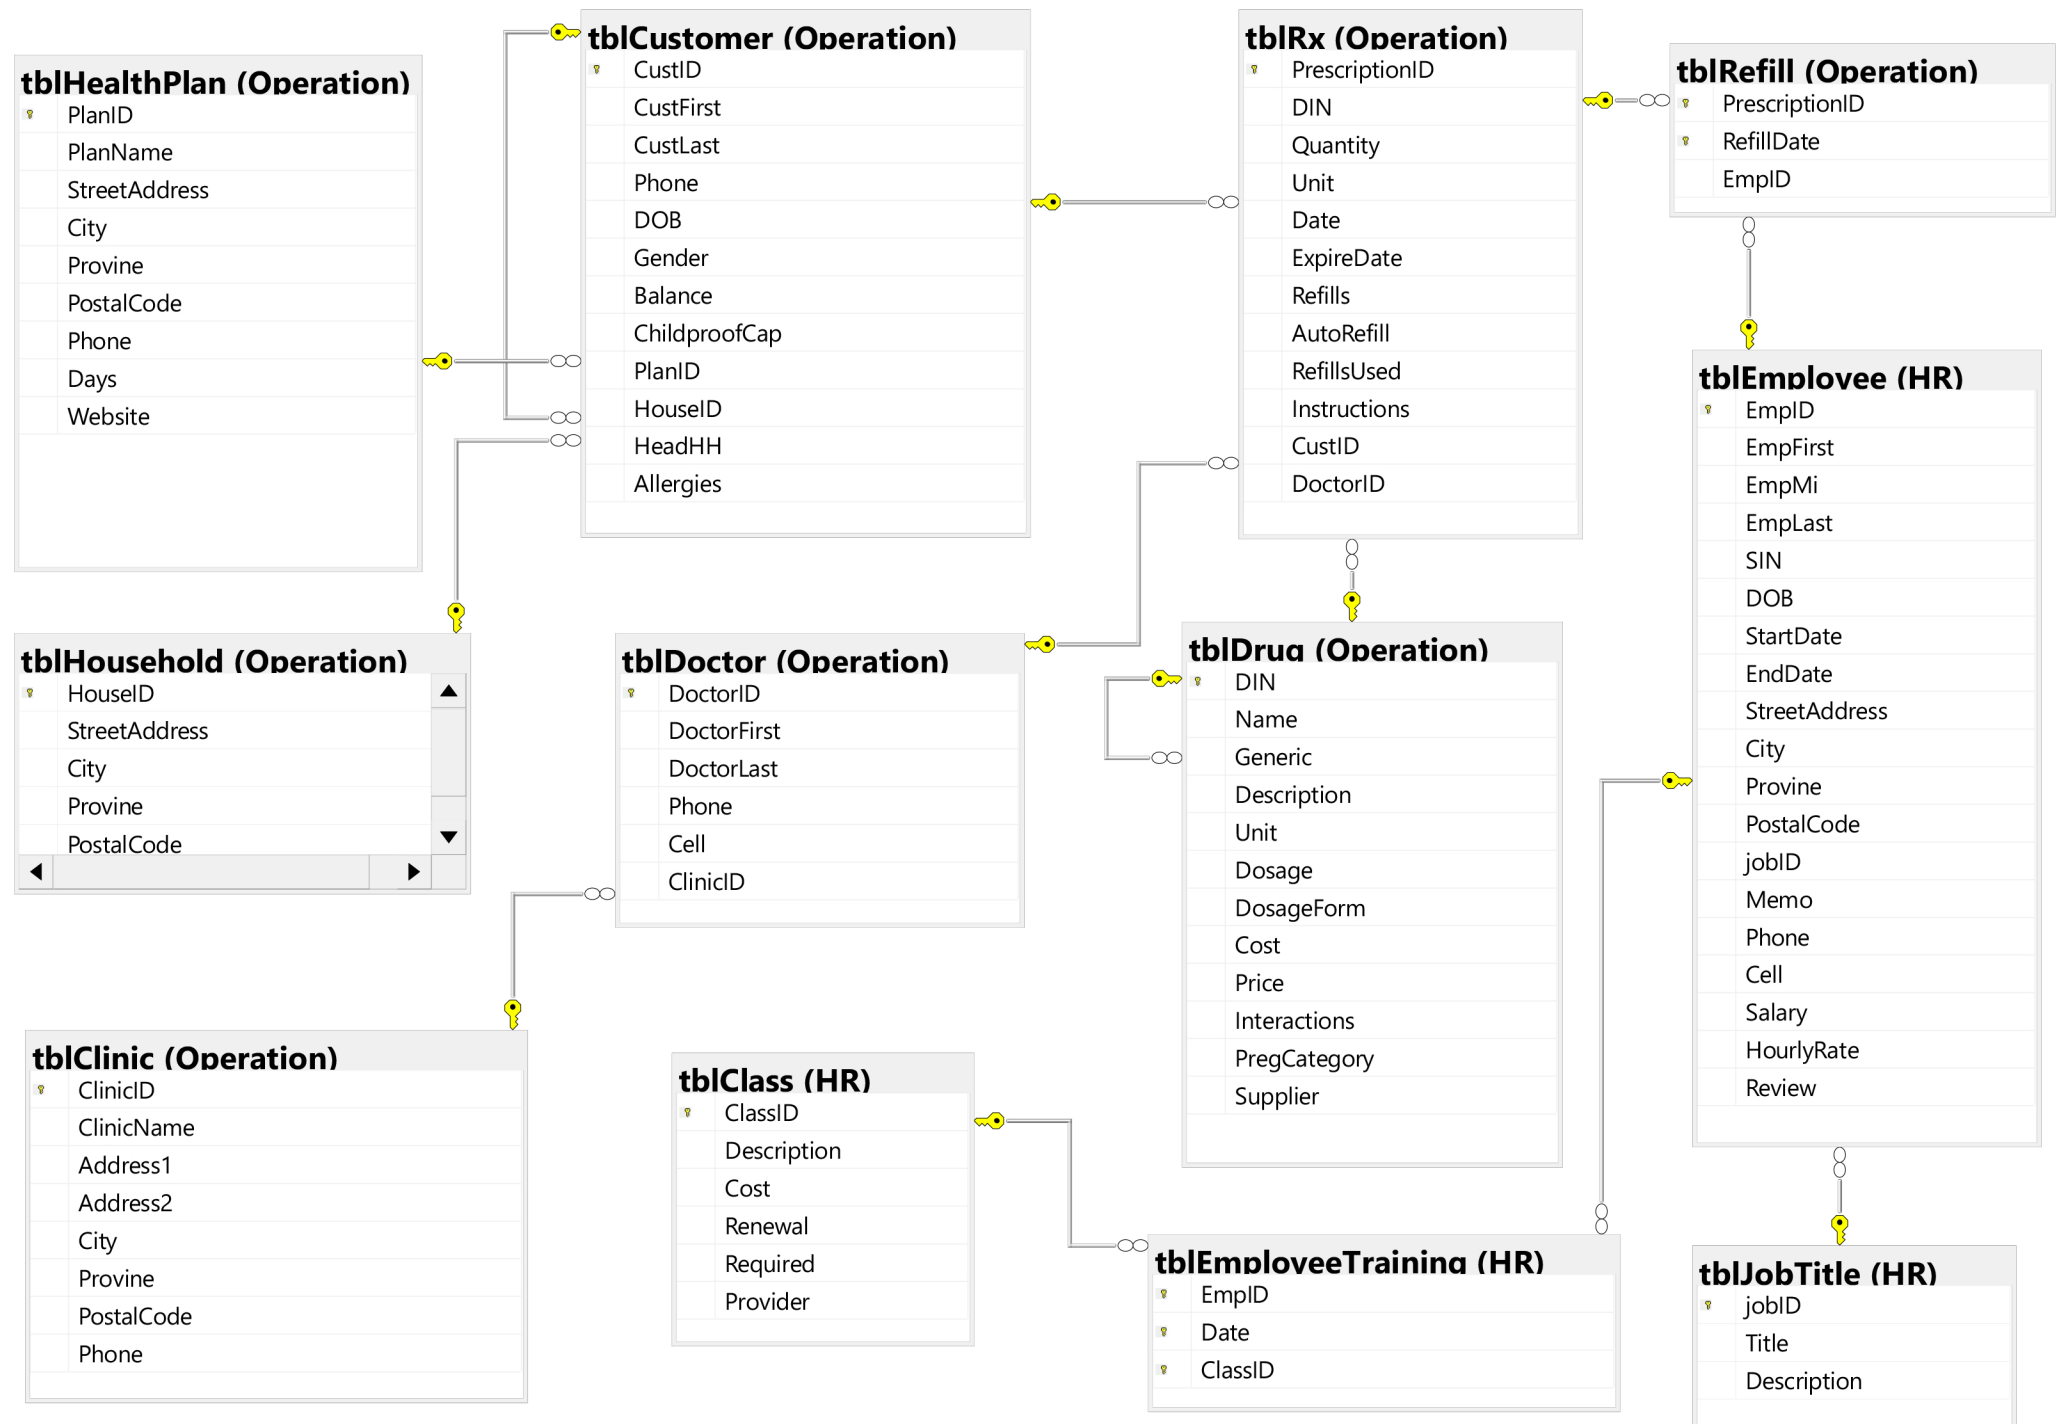 tblHealthPlan (Operation)
PlanID
PlanName
StreetAddress
City
Provine
PostalCode
Phone
Days
Website
tblCustomer (Operation)
CustID
CustFirst
CustLast
Phone
DOB
Gender
Balance
ChildproofCap
PlanID
HouseID
HeadHH
Allergies
tblRx (Operation)
PrescriptionID
DIN
Quantity
Unit
Date
ExpireDate
Refills
AutoRefill
RefillsUsed
Instructions
CustID
DoctorID
tblRefill (Operation)
PrescriptionID
RefillDate
EmpID
tblEmployee (HR)
EmpID
EmpFirst
EmpMi
EmpLast
SIN
DOB
StartDate
EndDate
StreetAddress
City
Provine
PostalCode
jobID
Memo
Phone
Cell
Salary
HourlyRate
Review
tblHousehold (Operation)
HouseID
StreetAddress
City
Provine
PostalCode
tblDoctor (Operation)
DoctorID
DoctorFirst
DoctorLast
Phone
Cell
ClinicID
tblDrug (Operation)
DIN
Name
Generic
Description
Unit
Dosage
DosageForm
Cost
Price
Interactions
PregCategory
Supplier
tblClinic (Operation)
ClinicID
ClinicName
Address1
Address2
City
Provine
PostalCode
Phone
tblClass (HR)
ClassID
Description
Cost
Renewal
Required
Provider
tblEmployeeTraining (HR)
EmpID
Date
ClassID
tblJobTitle (HR)
jobID
Title
Description